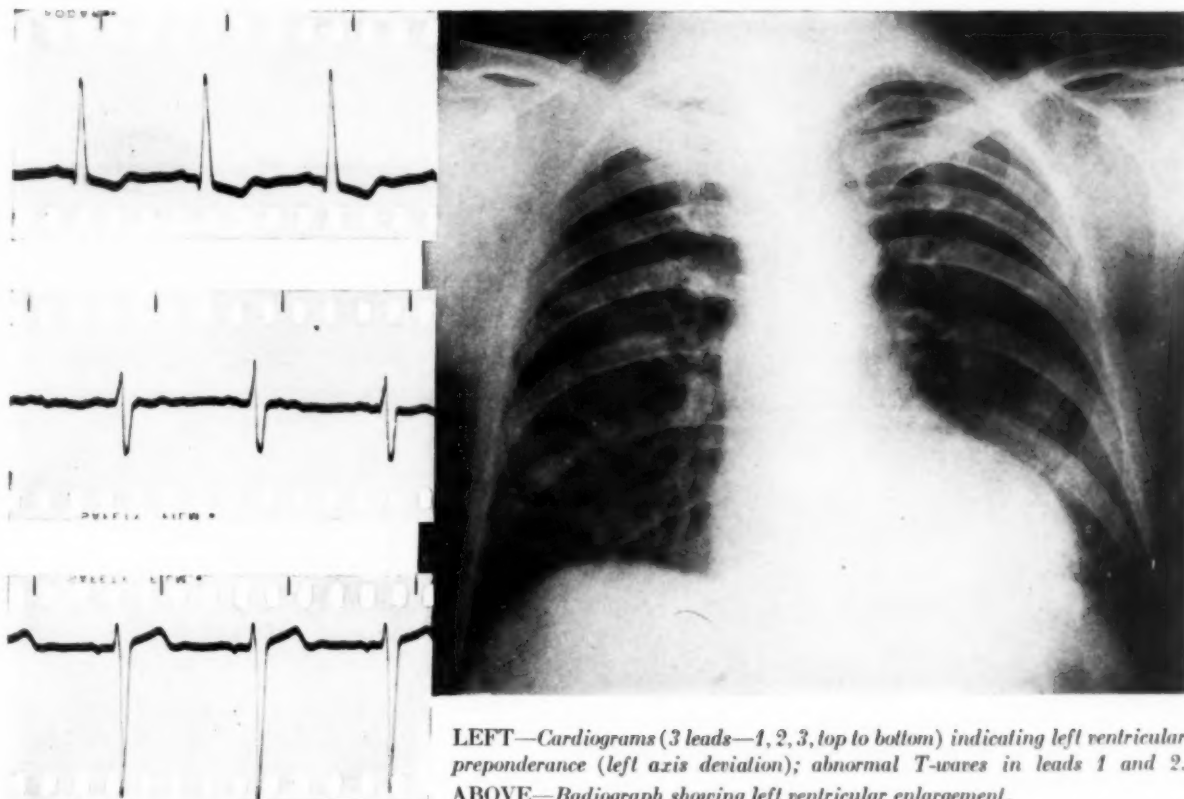 LEFT—Cardiograms (3 leads—1, 2, 3, top to bottom) indicating left ventricular
preponderance (left axis deviation); abnormal T-waves in leads 1 and 2.
ABOVE—Radiograph showing left ventricular enlargement.